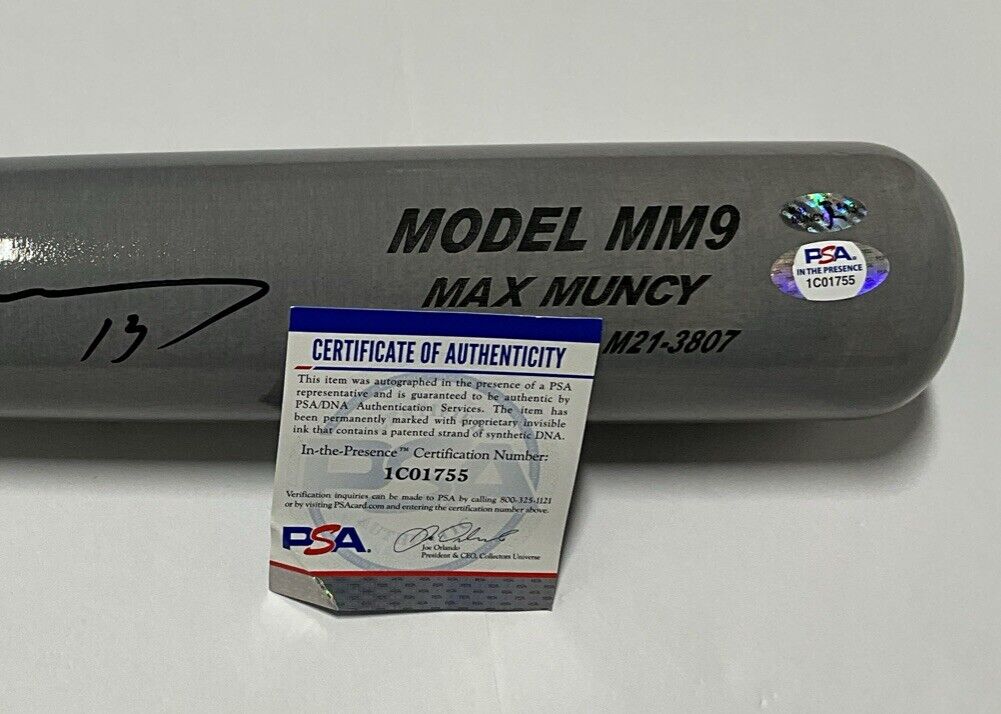 MODEL MM9
MAX MUNCY
M21-3807
13
PSA
IN THE PRESENCE
1C01755
CERTIFICATE OF AUTHENTICITY
This item was autographed in the presence of a PSA
representative and is guaranteed to be authentic by
PSA/DNA Authentication Services. The item has
been permanently marked with proprietary invisible
ink that contains a patented strand of synthetic DNA.
In-the-Presence™ Certification Number:
1C01755
Verification inquiries can be made to PSA by calling 800-325-1121
or by visiting PSAcard.com and entering the certification number above.
PSA.
Joe Orlando
President & CEO, Collectors Universe